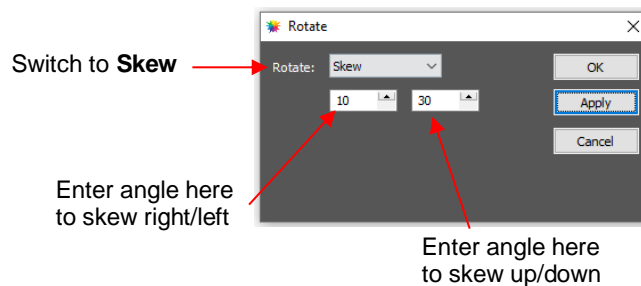 Rotate
Switch to Skew
Rotate: Skew OK
10 30 Apply
Cancel
Enter angle here
to skew right/left
Enter angle here
to skew up/down